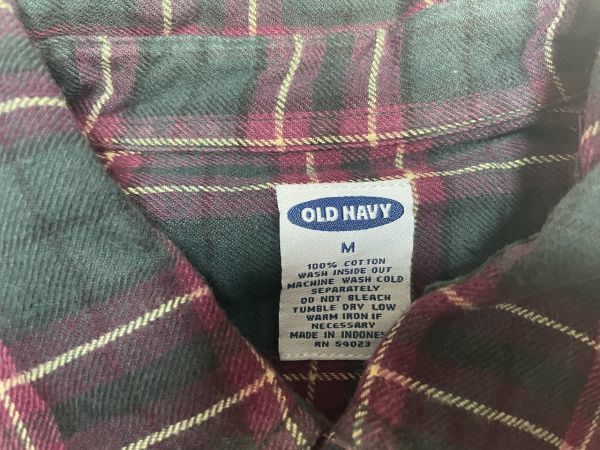 OLD NAVY
M
100% COTTON
WASH INSIDE OUT
MACHINE WASH COLD
SEPARATELY
DO NOT BLEACH
TUMBLE DRY LOW
WARM IRON IF
NECESSARY
MADE IN INDONES
RN 54023